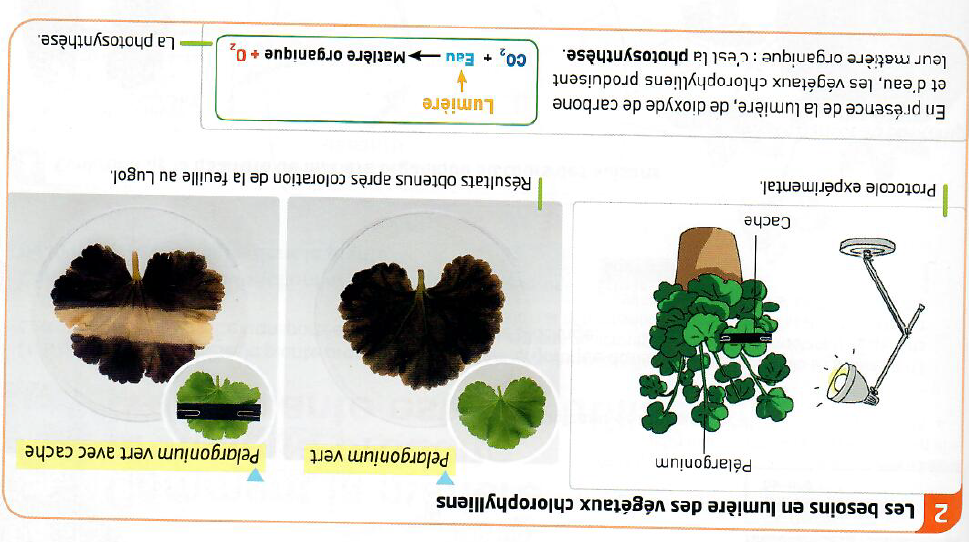 2 Les besoins en lumière des végétaux chlorophylliens
Pélargonium
Cache
Protocole expérimental.
Pelargonium vert
Pelargonium vert avec cache
Résultats obtenus après coloration de la feuille au Lugol.
En présence de la lumière, de dioxyde de carbone
et d'eau, les végétaux chlorophylliens produisent
leur matière organique : c'est la photosynthèse.
Lumière
CO₂ + Eau → Matière organique + O₂
La photosynthèse.